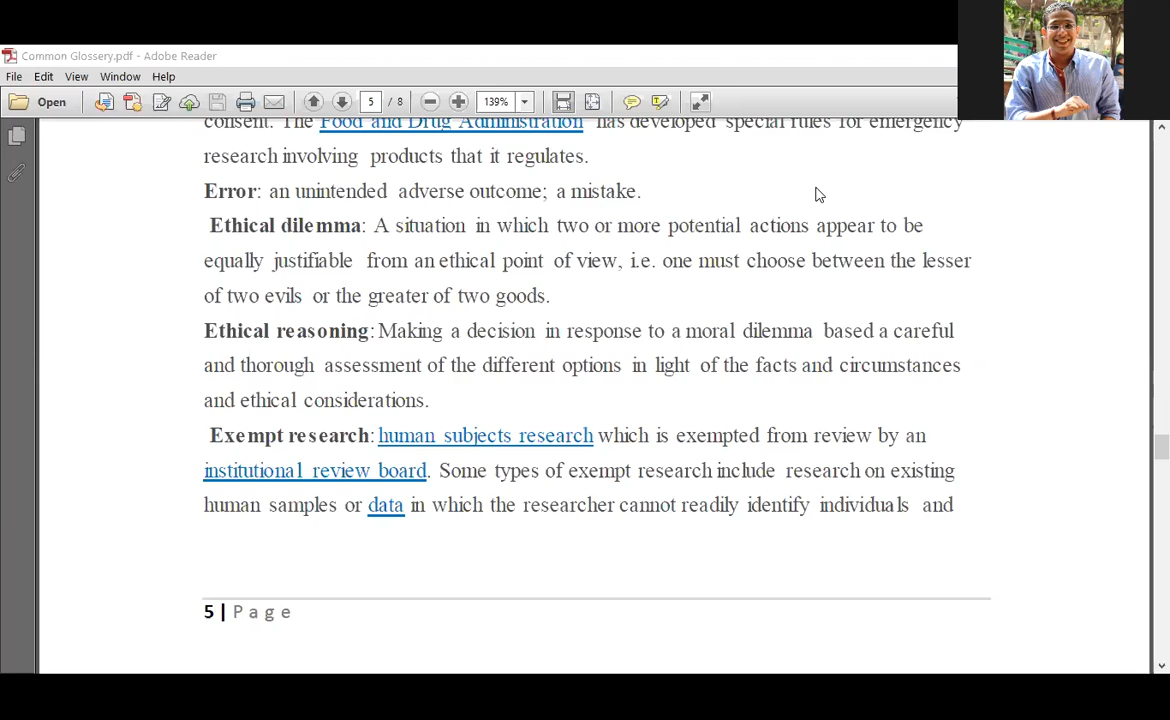 Common Glossery.pdf - Adobe Reader
File Edit View Window Help
Open 5 / 8 139%
consent. The Food and Drug Administration has developed special rules for emergency
research involving products that it regulates.
Error: an unintended adverse outcome; a mistake.
Ethical dilemma: A situation in which two or more potential actions appear to be
equally justifiable from an ethical point of view, i.e. one must choose between the lesser
of two evils or the greater of two goods.
Ethical reasoning: Making a decision in response to a moral dilemma based a careful
and thorough assessment of the different options in light of the facts and circumstances
and ethical considerations.
Exempt research: human subjects research which is exempted from review by an
institutional review board. Some types of exempt research include research on existing
human samples or data in which the researcher cannot readily identify individuals and
5 | Page